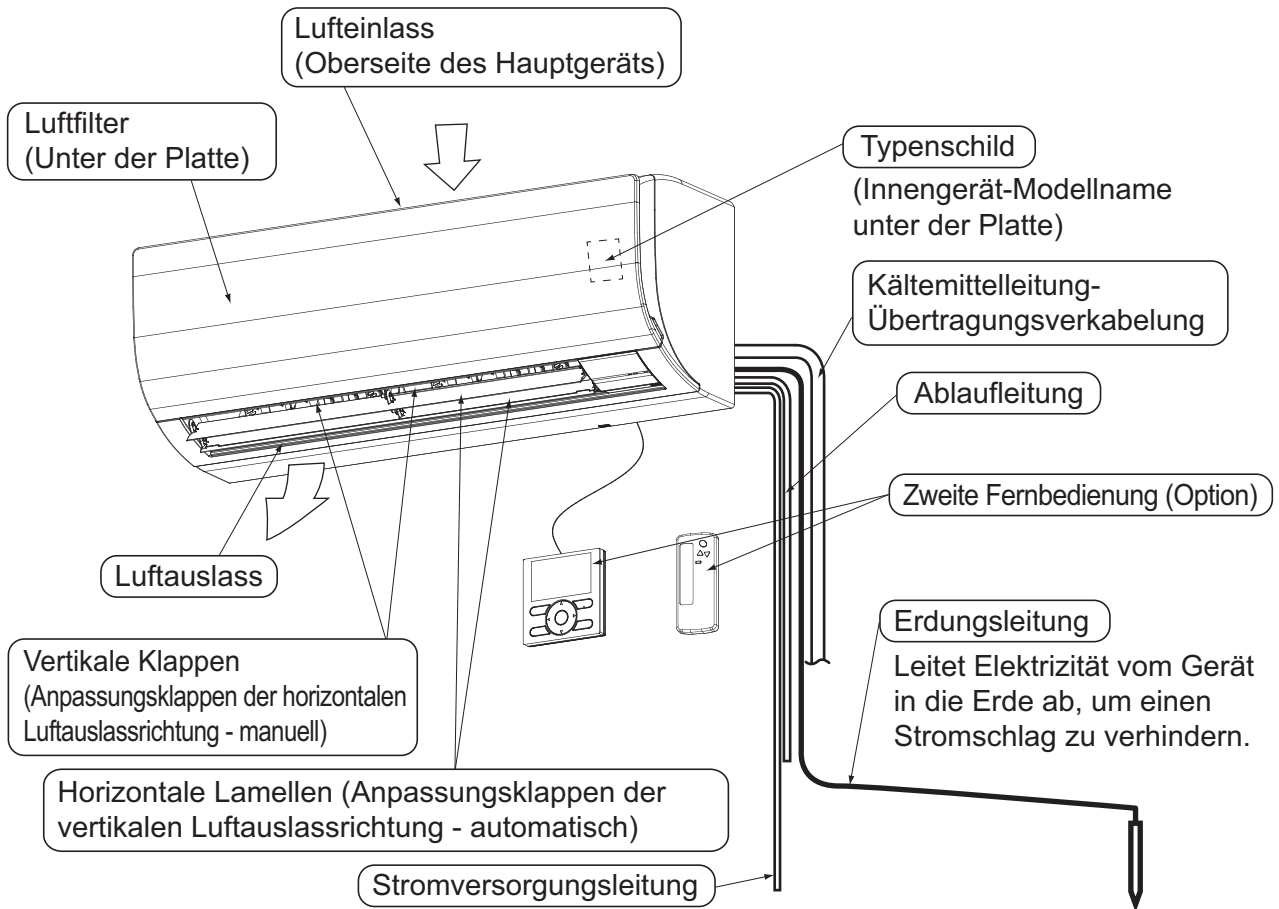 Lufteinlass
(Oberseite des Hauptgeräts)
Luftfilter
(Unter der Platte)
Typenschild
(Innengerät-Modellname
unter der Platte)
Kältemittelleitung-
Übertragungsverkabelung
Ablaufleitung
Zweite Fernbedienung (Option)
Luftauslass
Erdungsleitung
Leitet Elektrizität vom Gerät
in die Erde ab, um einen
Stromschlag zu verhindern.
Vertikale Klappen
(Anpassungsklappen der horizontalen
Luftauslassrichtung - manuell)
Horizontale Lamellen (Anpassungsklappen der
vertikalen Luftauslassrichtung - automatisch)
Stromversorgungsleitung